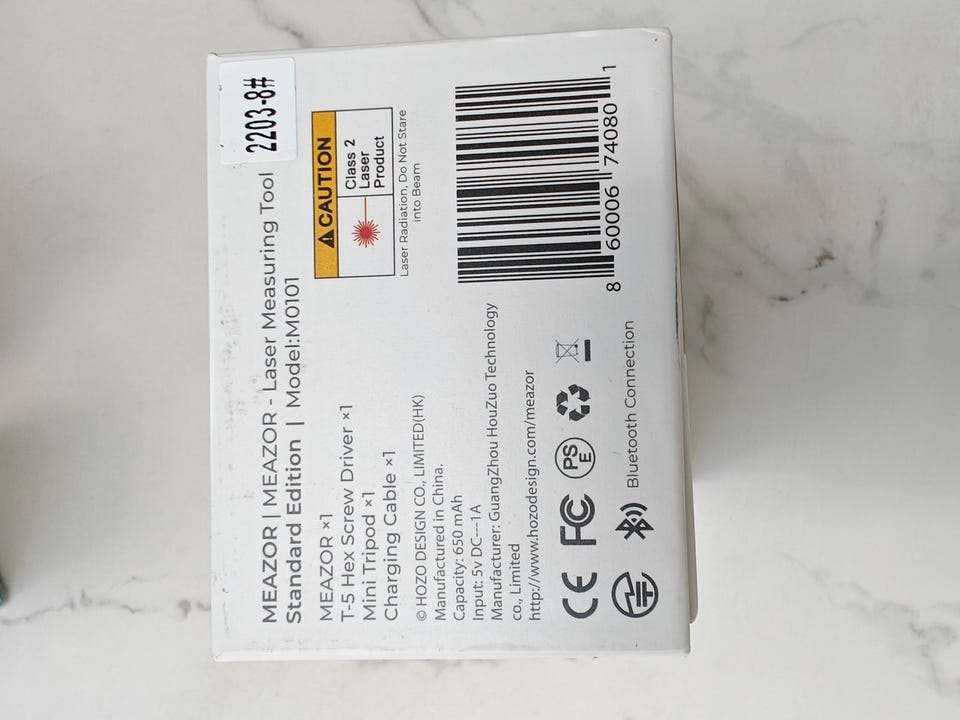 2203-8#
MEAZOR | MEAZOR - Laser Measuring Tool
Standard Edition | Model:M0101
MEAZOR ×1
T-5 Hex Screw Driver ×1
Mini Tripod ×1
Charging Cable ×1
CAUTION
Class 2
Laser
Product
Laser Radiation, Do Not Stare
into Beam
© HOZO DESIGN CO., LIMITED(HK)
Manufactured in China.
Capacity: 650 mAh
Input: 5v DC---1A
Manufacturer: GuangZhou HouZuo Technology
co., Limited
http://www.hozodesign.com/meazor
8 60006 74080 1
CE FC PS E
Bluetooth Connection